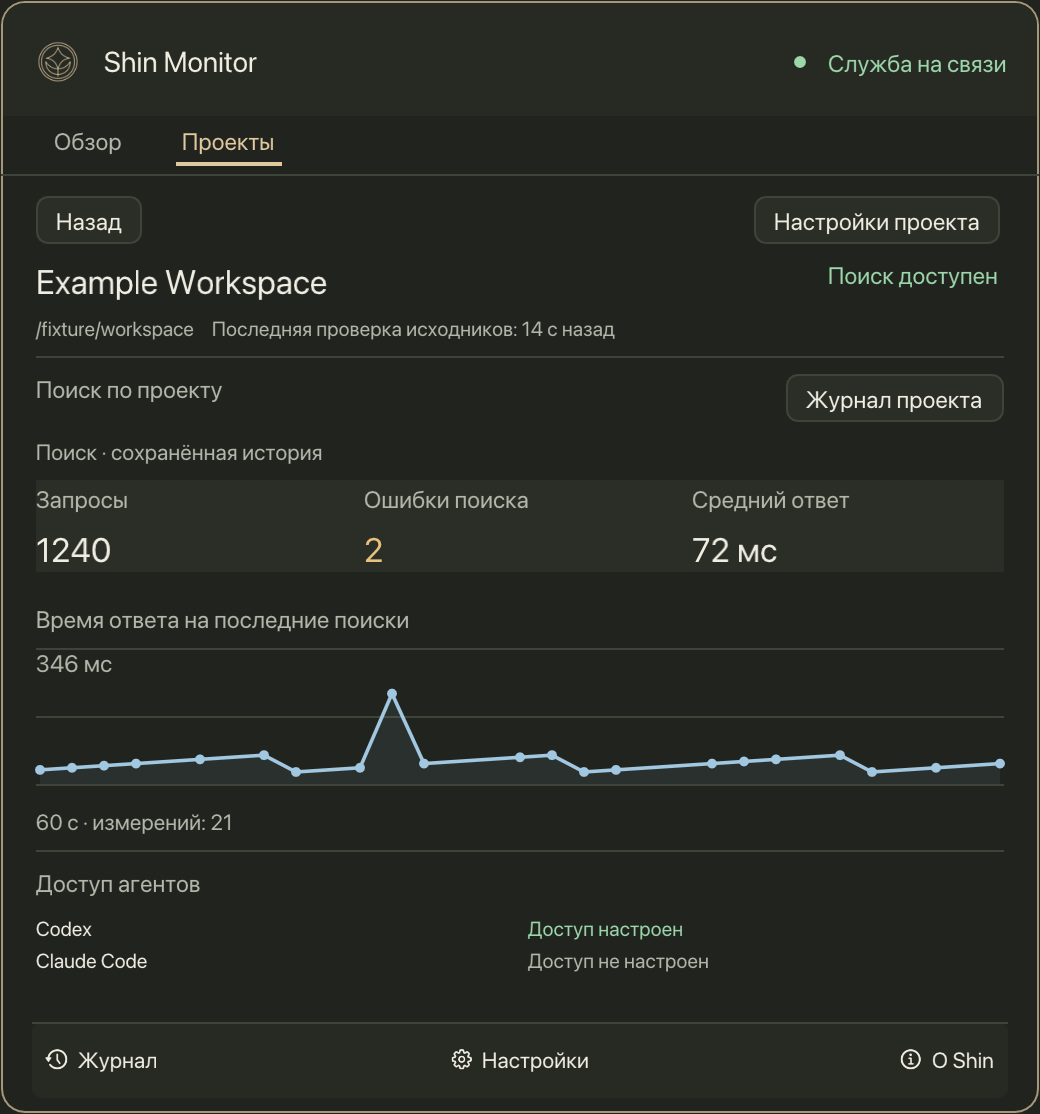 Shin Monitor
Служба на связи
Обзор
Проекты
Назад
Настройки проекта
Example Workspace
Поиск доступен
/fixture/workspace Последняя проверка исходников: 14 с назад
Поиск по проекту
Журнал проекта
Поиск · сохранённая история
Запросы
Ошибки поиска
Средний ответ
1240
2
72 мс
Время ответа на последние поиски
346 мс
60 с · измерений: 21
Доступ агентов
Codex
Доступ настроен
Claude Code
Доступ не настроен
Журнал
Настройки
О Shin